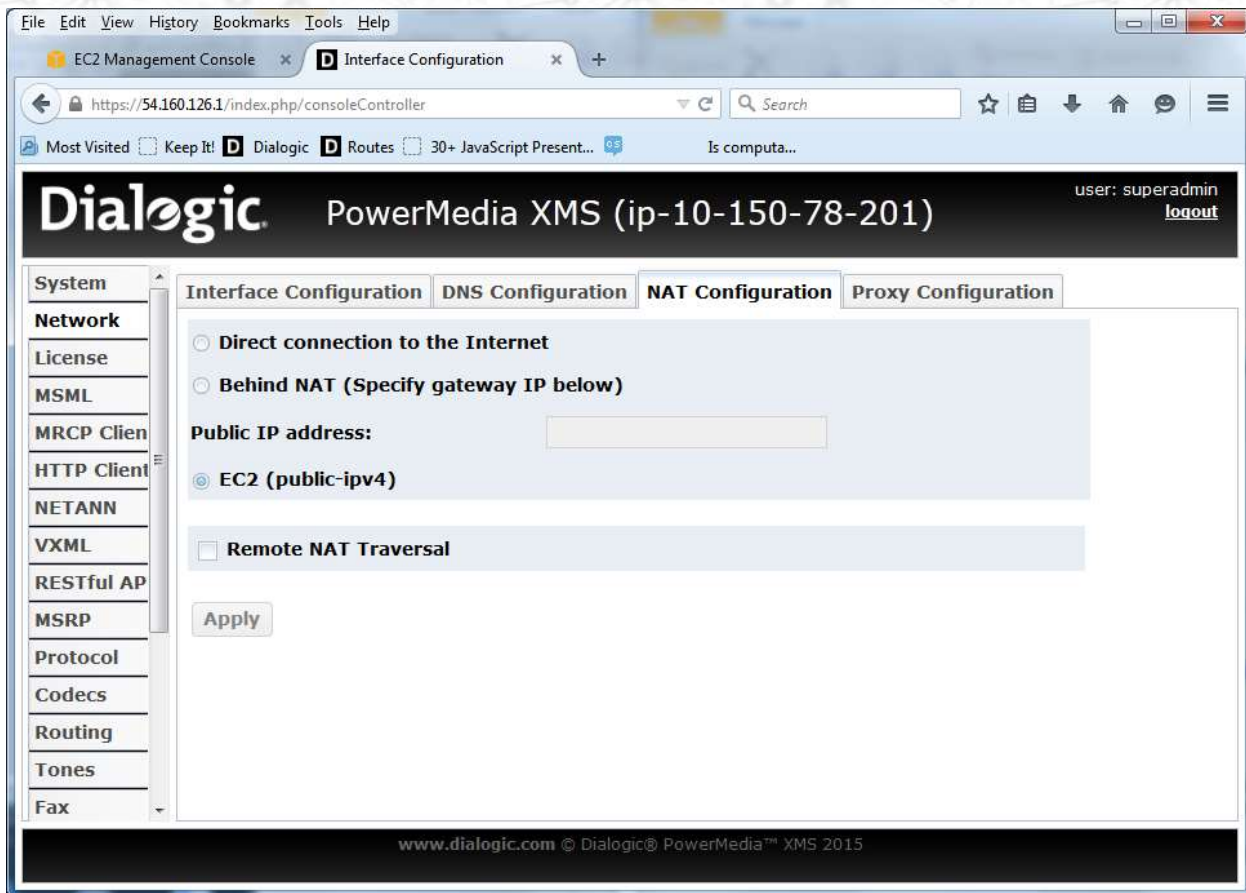 File Edit View History Bookmarks Tools Help
EC2 Management Console × D Interface Configuration × +
https://54.160.126.1/index.php/consoleController Search
Most Visited Keep It! D Dialogic D Routes 30+ JavaScript Present... OS Is computa...
Dialogic. PowerMedia XMS (ip-10-150-78-201) user: superadmin
logout
System
Interface Configuration DNS Configuration NAT Configuration Proxy Configuration
Network
Direct connection to the Internet
License
Behind NAT (Specify gateway IP below)
MSML
MRCP Clien Public IP address:
HTTP Client EC2 (public-ipv4)
NETANN
VXML Remote NAT Traversal
RESTful AP
MSRP Apply
Protocol
Codecs
Routing
Tones
Fax
www.dialogic.com © Dialogic® PowerMedia™ XMS 2015